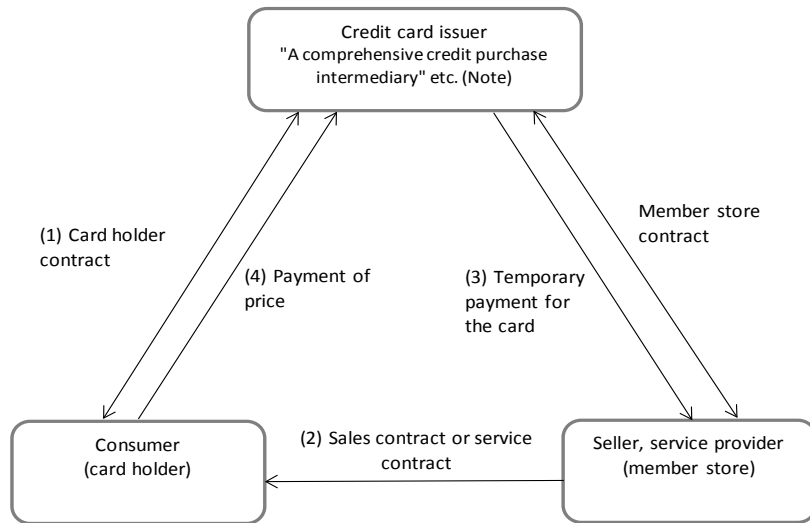 Credit card issuer
"A comprehensive credit purchase
intermediary" etc. (Note)
(1) Card holder
contract
(4) Payment of
price
Member store
contract
(3) Temporary
payment for
the card
Consumer
(card holder)
(2) Sales contract or service
contract
Seller, service provider
(member store)